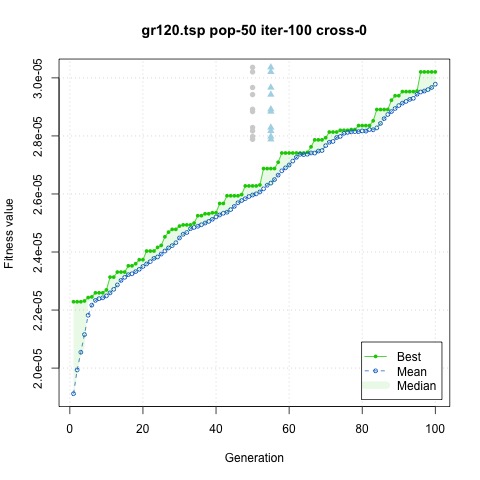 gr120.tsp pop-50 iter-100 cross-0
Fitness value
3.0e-05
2.8e-05
2.6e-05
2.4e-05
2.2e-05
2.0e-05
Best
Mean
Median
0 20 40 60 80 100
Generation